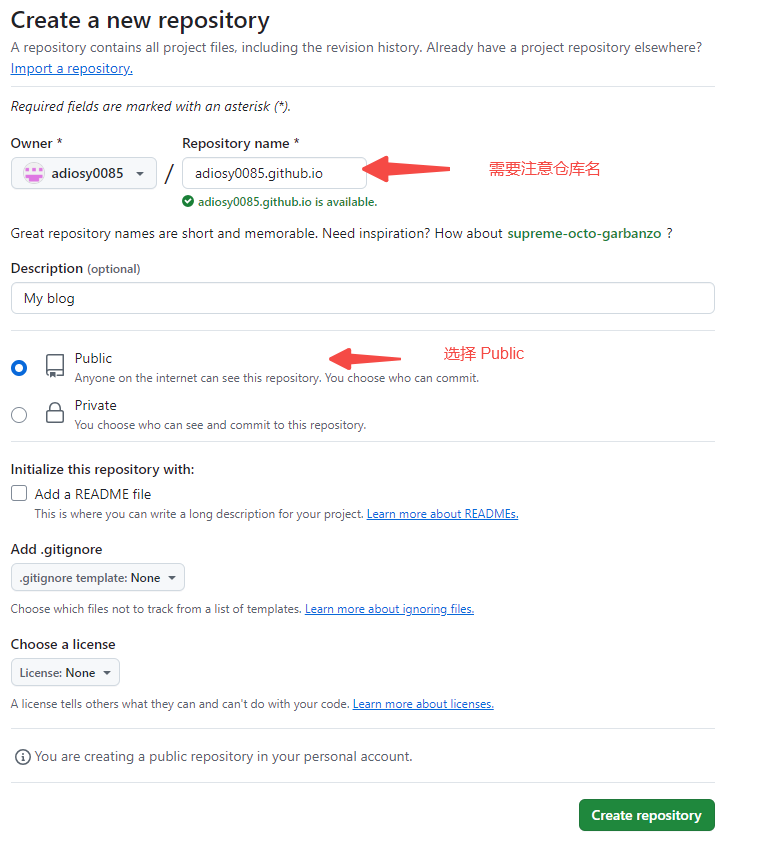 Create a new repository
A repository contains all project files, including the revision history. Already have a project repository elsewhere?
Import a repository.
Required fields are marked with an asterisk (*).
Owner * Repository name *
adiosy0085 / adiosy0085.github.io 需要注意仓库名
adiosy0085.github.io is available.
Great repository names are short and memorable. Need inspiration? How about supreme-octo-garbanzo ?
Description (optional)
My blog
Public 选择 Public
Anyone on the internet can see this repository. You choose who can commit.
Private
You choose who can see and commit to this repository.
Initialize this repository with:
Add a README file
This is where you can write a long description for your project. Learn more about READMEs.
Add .gitignore
.gitignore template: None
Choose which files not to track from a list of templates. Learn more about ignoring files.
Choose a license
License: None
A license tells others what they can and can't do with your code. Learn more about licenses.
You are creating a public repository in your personal account.
Create repository